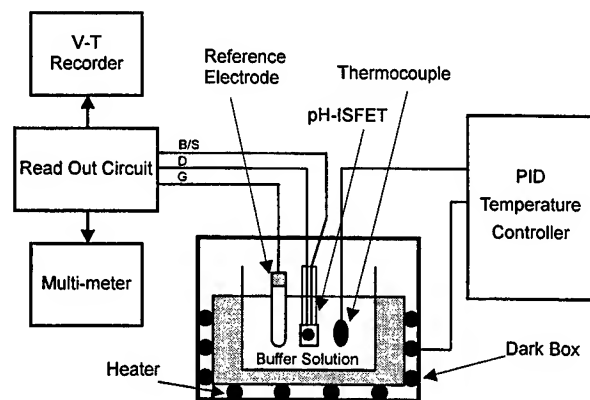 V-T
Recorder
Reference
Electrode
Thermocouple
pH-ISFET
Read Out Circuit
B/S
D
G
PID
Temperature
Controller
Multi-meter
Buffer Solution
Heater
Dark Box